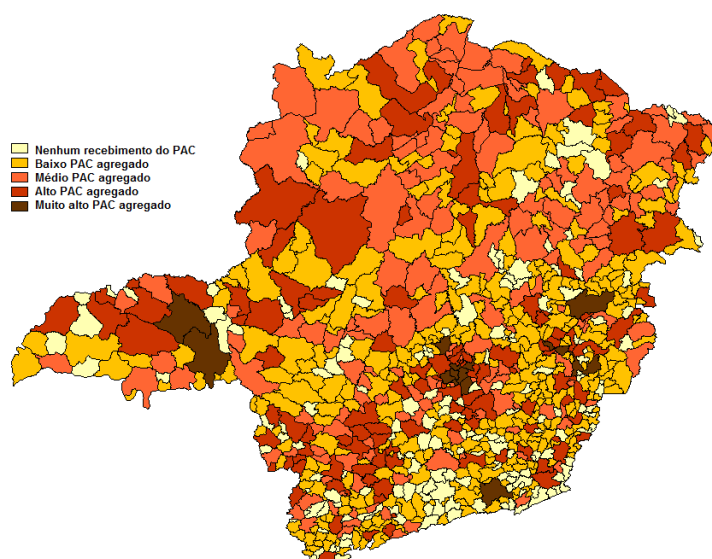 Nenhum recebimento do PAC
Baixo PAC agregado
Médio PAC agregado
Alto PAC agregado
Muito alto PAC agregado